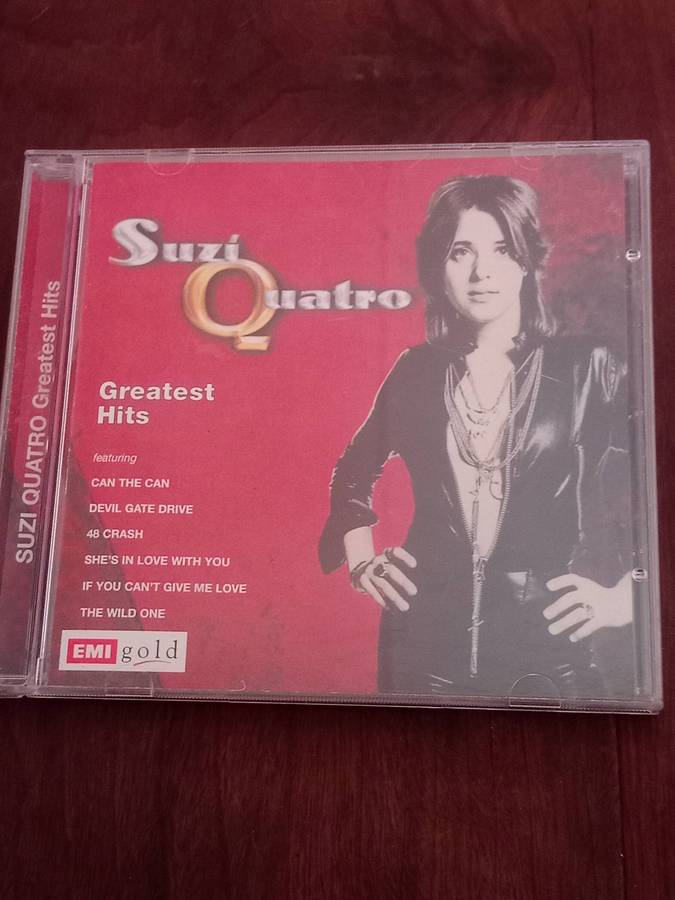 SUZI QUATRO Greatest Hits
Suzi
Quatro
Greatest
Hits
featuring
CAN THE CAN
DEVIL GATE DRIVE
48 CRASH
SHE'S IN LOVE WITH YOU
IF YOU CAN'T GIVE ME LOVE
THE WILD ONE
EMI gold